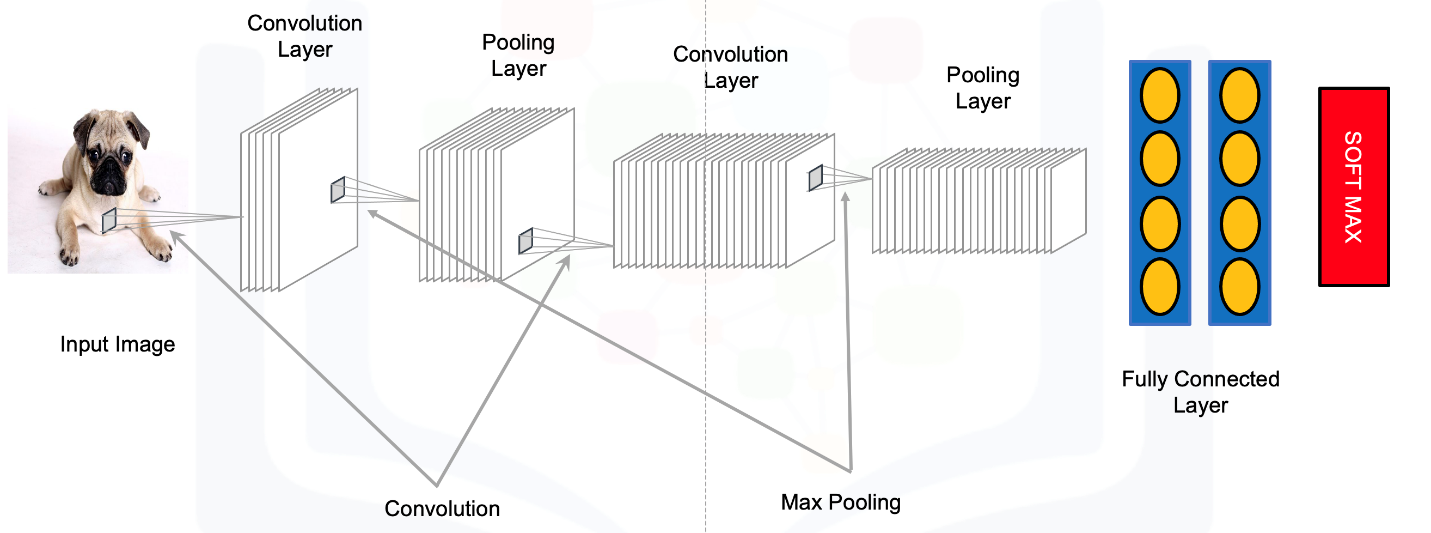 Convolution
Layer
Pooling
Layer
Convolution
Layer
Pooling
Layer
SOFT MAX
Input Image
Fully Connected
Layer
Convolution
Max Pooling